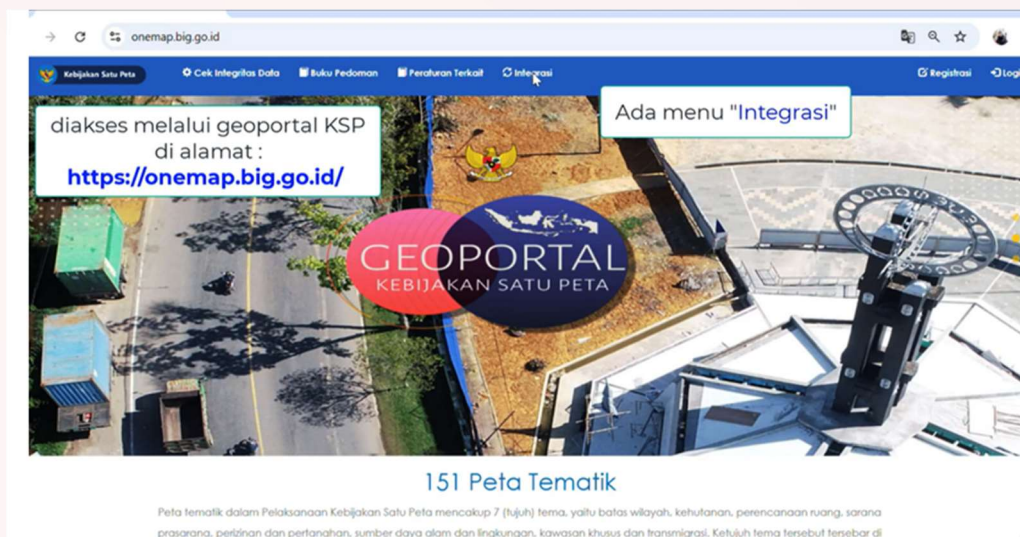 onemap.big.go.id
Kebijakan Satu Peta
Cek Integritas Data
Buku Pedoman
Peraturan Terkait
Integrasi
Registrasi
Logi
diakses melalui geoportal KSP
di alamat :
https://onemap.big.go.id/
Ada menu "Integrasi"
GEOPORTAL
KEBIJAKAN SATU PETA
151 Peta Tematik
Peta tematik dalam Pelaksanaan Kebijakan Satu Peta mencakup 7 (tujuh) tema, yaitu batas wilayah, kehutanan, perencanaan ruang, sarana
prasarana, perizinan dan pertanahan, sumber daya alam dan lingkungan, kawasan khusus dan transmigrasi. Ketujuh tema tersebut tersebar di